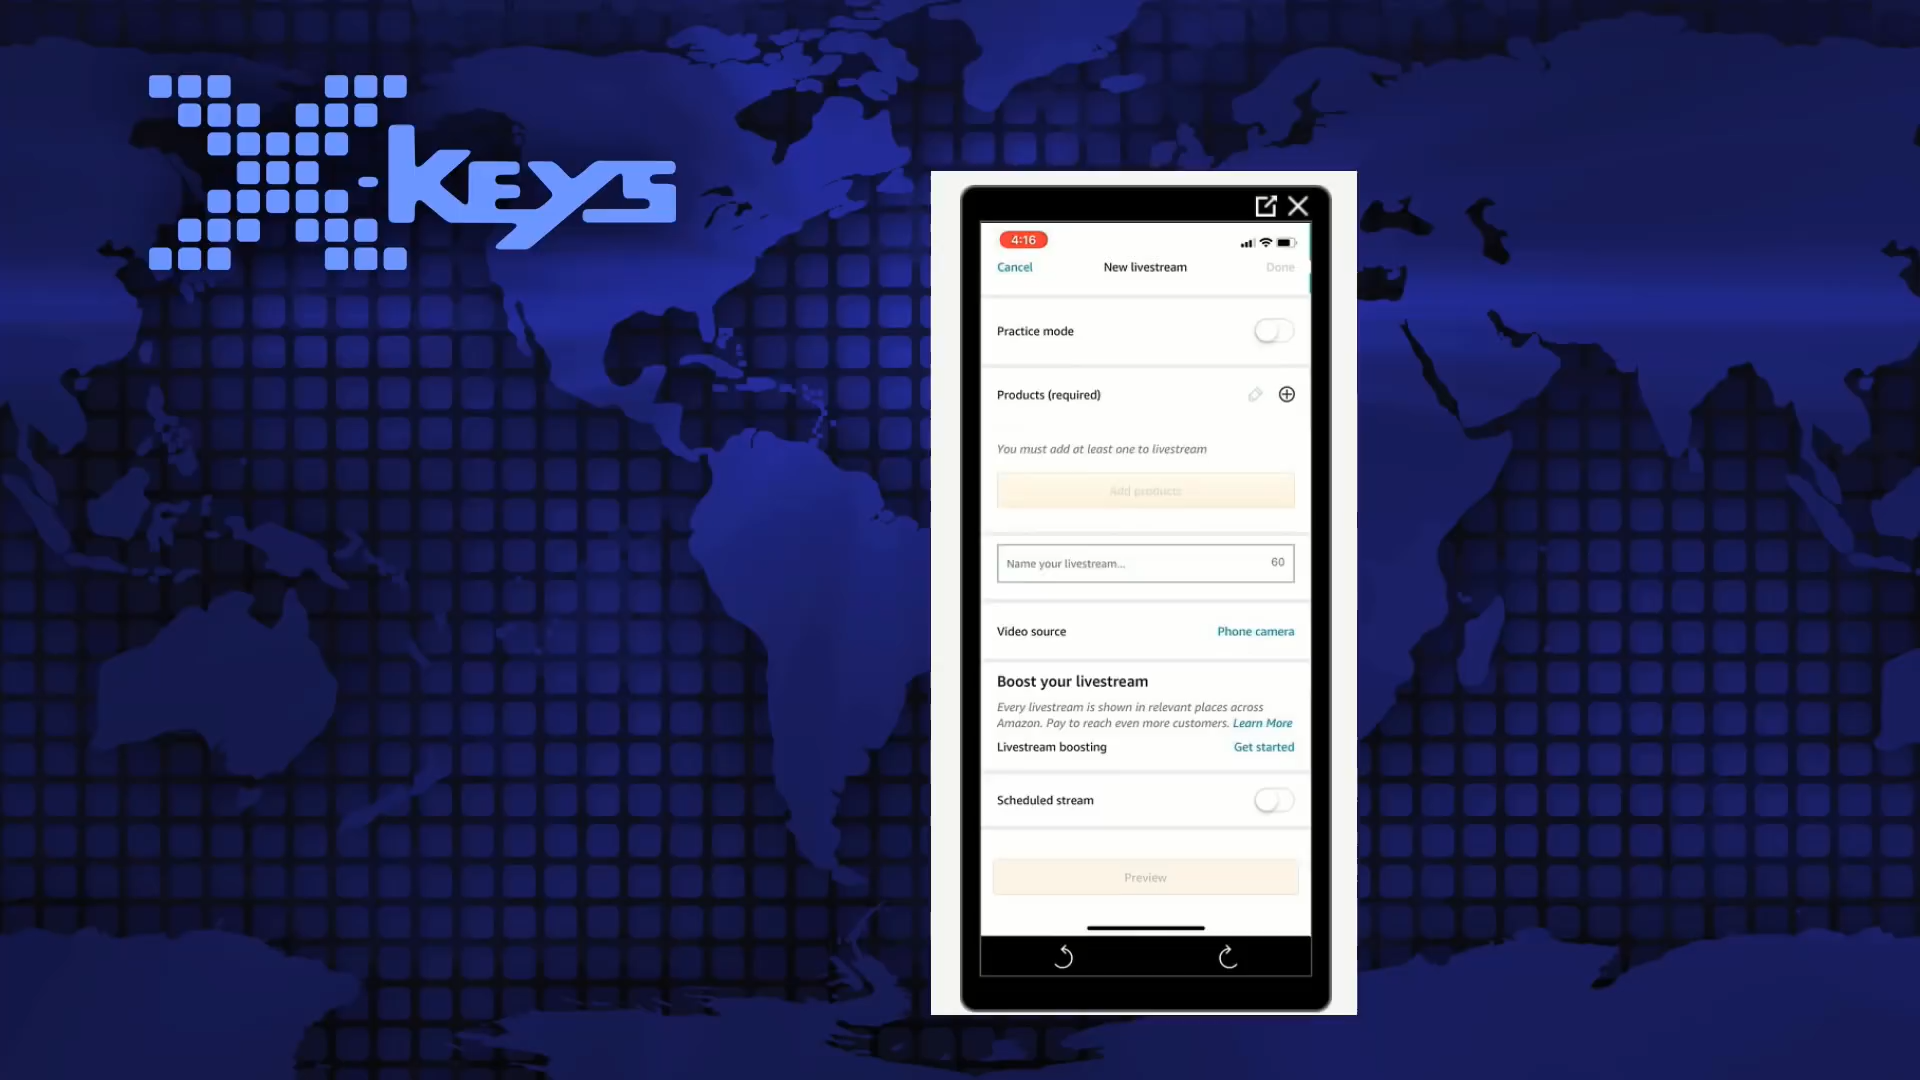 X-keys
4:16
Cancel New livestream Done
Practice mode
Products (required)
You must add at least one to livestream
Add products
Name your livestream... 60
Video source Phone camera
Boost your livestream
Every livestream is shown in relevant places across
Amazon. Pay to reach even more customers. Learn More
Livestream boosting Get started
Scheduled stream
Preview